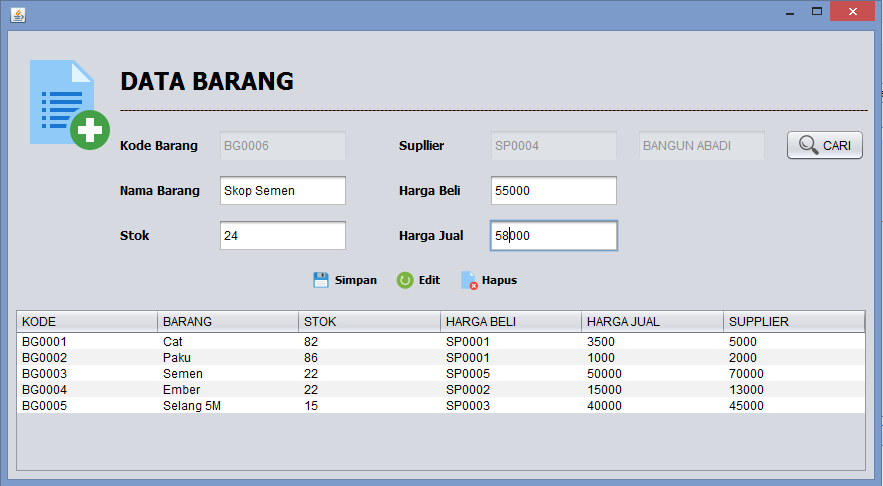 DATA BARANG
Kode Barang BG0006 Supllier SP0004 BANGUN ABADI CARI
Nama Barang Skop Semen Harga Beli 55000
Stok 24 Harga Jual 58000
Simpan Edit Hapus
KODE BARANG STOK HARGA BELI HARGA JUAL SUPPLIER
BG0001 Cat 82 SP0001 3500 5000
BG0002 Paku 86 SP0001 1000 2000
BG0003 Semen 22 SP0005 50000 70000
BG0004 Ember 22 SP0002 15000 13000
BG0005 Selang 5M 15 SP0003 40000 45000